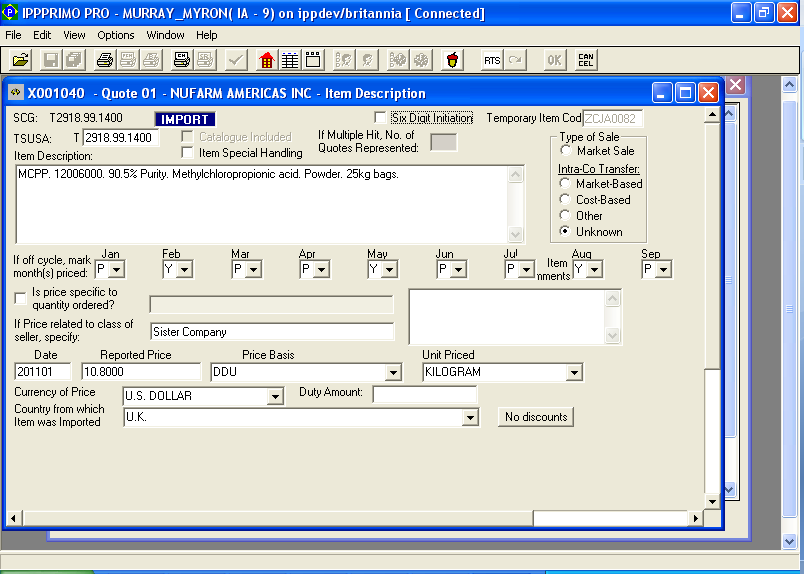 IPPPRIMO PRO - MURRAY_MYRON( IA - 9) on ippdev/britannia [ Connected]
File Edit View Options Window Help
RTS OK CAN CEL
X001040 - Quote 01 - NUFARM AMERICAS INC - Item Description
SCG: T2918.99.1400 IMPORT Six Digit Initiation Temporary Item Cod ZCJA0082
TSUSA: T 2918.99.1400 Catalogue Included If Multiple Hit, No. of Quotes Represented: Type of Sale
Item Special Handling Market Sale
Item Description: Intra-Co Transfer:
MCPP. 12006000. 90.5% Purity. Methylchloropropionic acid. Powder. 25kg bags.
Market-Based
Cost-Based
Other
Unknown
Jan Feb Mar Apr May Jun Jul Aug Sep
If off cycle, mark month(s) priced: P Y P P Y P P Item nments Y P
Is price specific to quantity ordered?
If Price related to class of seller, specify: Sister Company
Date Reported Price Price Basis Unit Priced
201101 10.8000 DDU KILOGRAM
Currency of Price U.S. DOLLAR Duty Amount:
Country from which Item was Imported U.K. No discounts